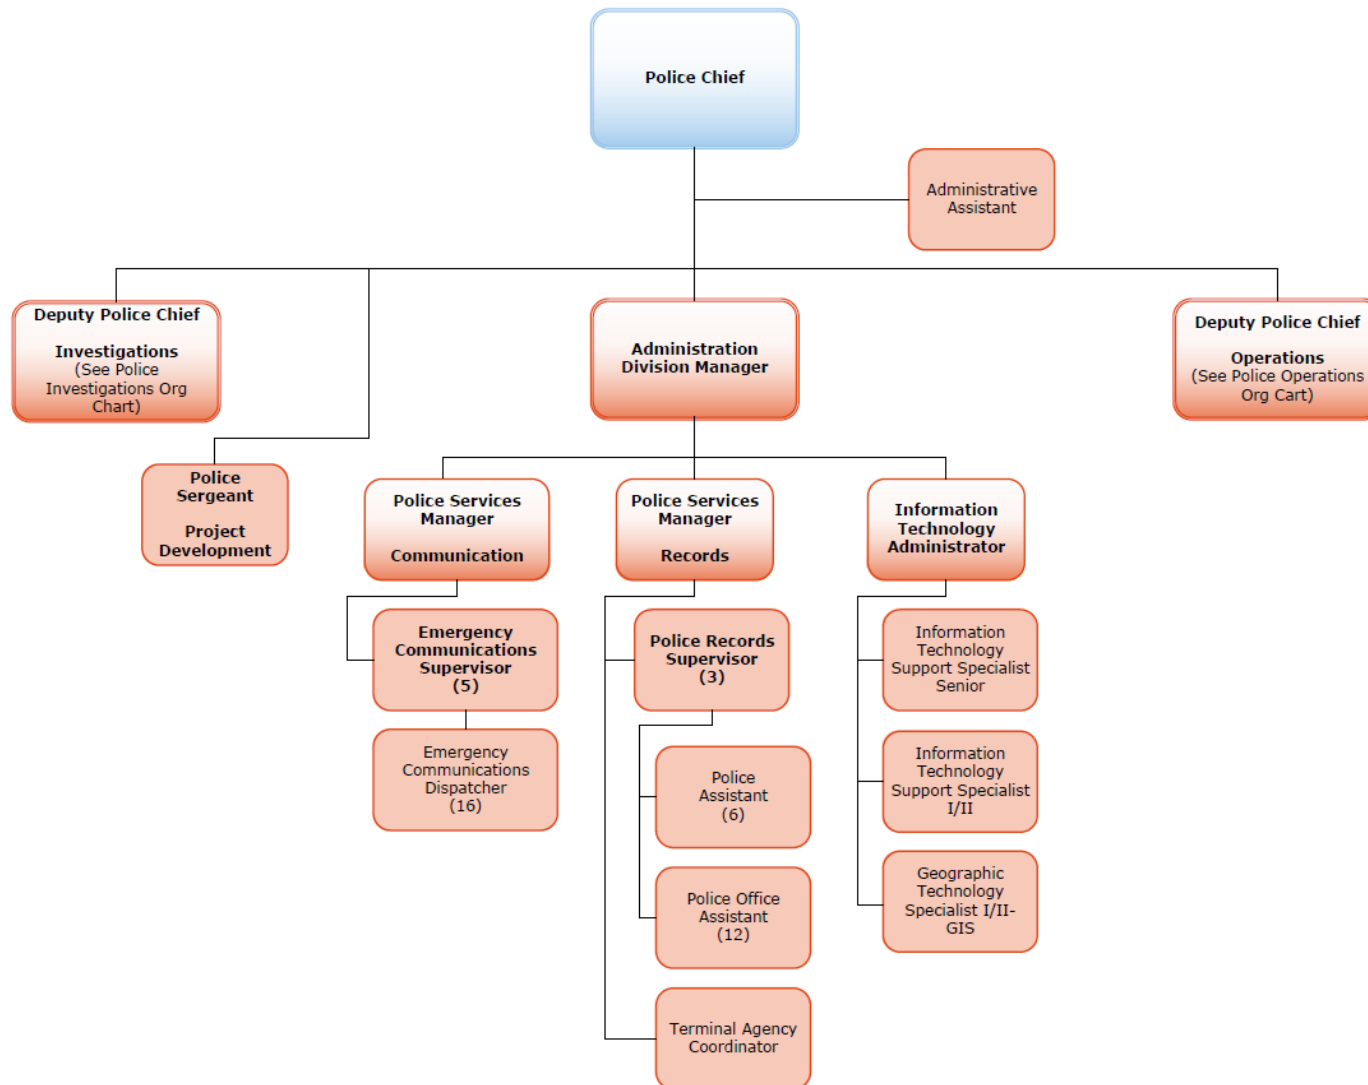 Police Chief
Administrative
Assistant
Deputy Police Chief
Investigations
(See Police
Investigations Org
Chart)
Administration
Division Manager
Deputy Police Chief
Operations
(See Police Operations
Org Cart)
Police
Sergeant
Project
Development
Police Services
Manager
Communication
Police Services
Manager
Records
Information
Technology
Administrator
Emergency
Communications
Supervisor
(5)
Emergency
Communications
Dispatcher
(16)
Police Records
Supervisor
(3)
Police
Assistant
(6)
Police Office
Assistant
(12)
Terminal Agency
Coordinator
Information
Technology
Support Specialist
Senior
Information
Technology
Support Specialist
I/II
Geographic
Technology
Specialist I/II-
GIS